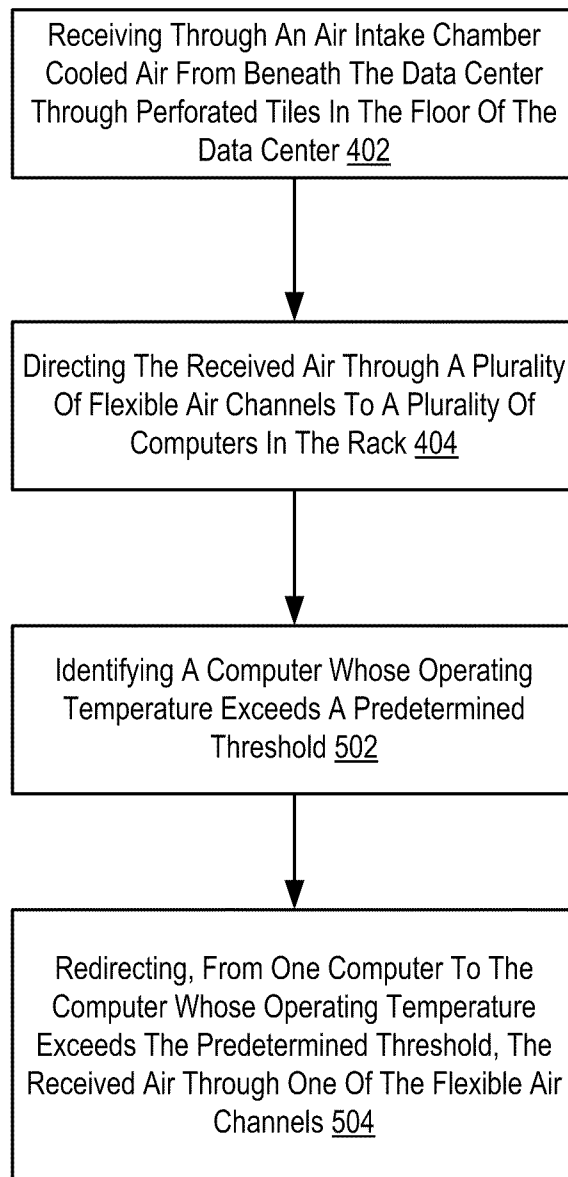 Receiving Through An Air Intake Chamber
Cooled Air From Beneath The Data Center
Through Perforated Tiles In The Floor Of The
Data Center 402
Directing The Received Air Through A Plurality
Of Flexible Air Channels To A Plurality Of
Computers In The Rack 404
Identifying A Computer Whose Operating
Temperature Exceeds A Predetermined
Threshold 502
Redirecting, From One Computer To The
Computer Whose Operating Temperature
Exceeds The Predetermined Threshold, The
Received Air Through One Of The Flexible Air
Channels 504